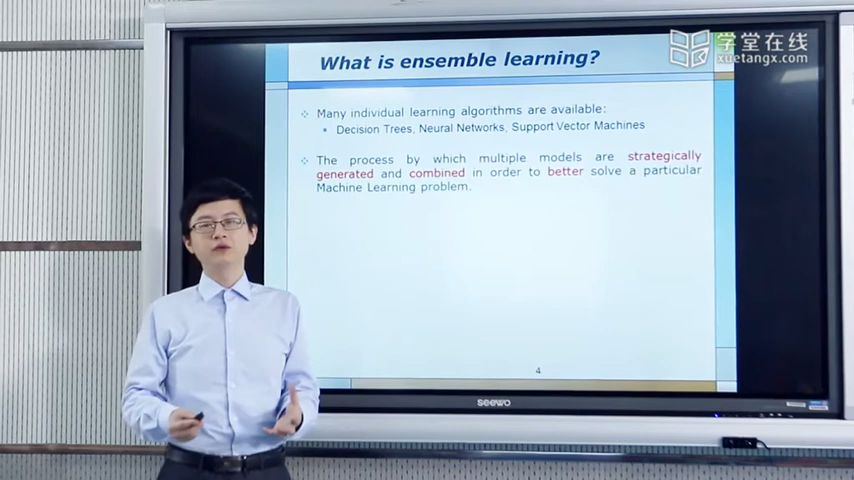 What is ensemble learning?
学堂在线
xuetangx.com
Many individual learning algorithms are available:
Decision Trees, Neural Networks, Support Vector Machines
The process by which multiple models are strategically
generated and combined in order to better solve a particular
Machine Learning problem.
4
seewo